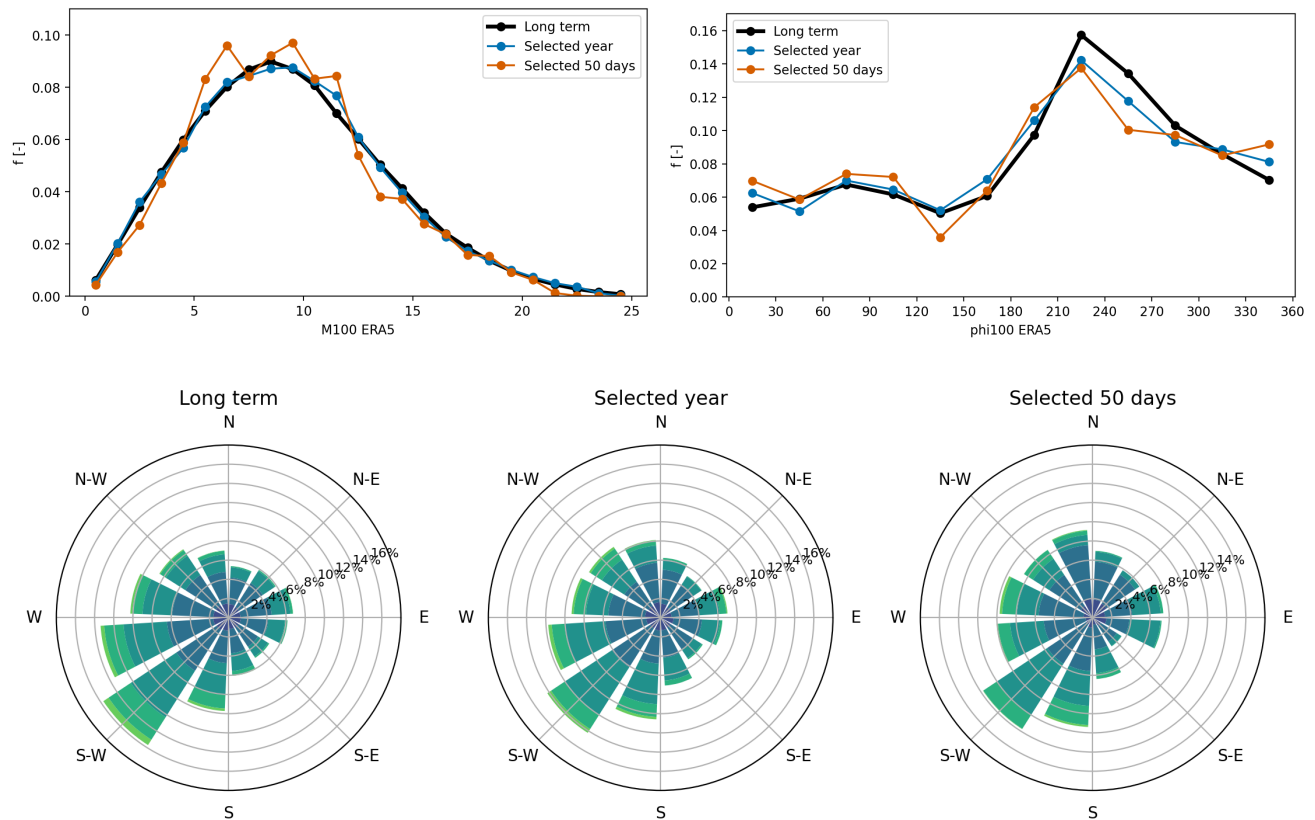 Long term
Selected year
Selected 50 days
0.10
0.08
0.06
0.04
0.02
0.00
f [-]
0 5 10 15 20 25
M100 ERA5
Long term
Selected year
Selected 50 days
0.16
0.14
0.12
0.10
0.08
0.06
0.04
0.02
0.00
f [-]
0 30 60 90 120 150 180 210 240 270 300 330 360
phi100 ERA5
Long term
N
N-W N-E
2% 4% 6% 8% 10% 12% 14% 16%
W E
S-W S-E
S
Selected year
N
N-W N-E
2% 4% 6% 8% 10% 12% 14% 16%
W E
S-W S-E
S
Selected 50 days
N
N-W N-E
2% 4% 6% 8% 10% 12% 14% 16%
W E
S-W S-E
S